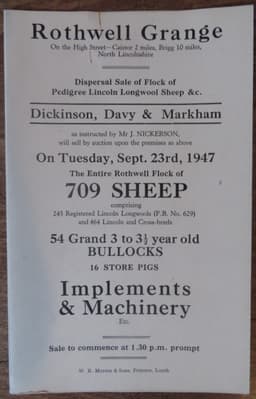 Rothwell Grange
On the High Street—Caistor 2 miles, Brigg 10 miles,
North Lincolnshire
Dispersal Sale of Flock of
Pedigree Lincoln Longwool Sheep &c.
Dickinson, Davy & Markham
as instructed by Mr J. NICKERSON,
will sell by auction upon the premises as above
On Tuesday, Sept. 23rd, 1947
The Entire Rothwell Flock of
709 SHEEP
comprising
245 Registered Lincoln Longwools (F.B. No. 629)
and 464 Lincoln and Cross-breds
54 Grand 3 to 3½ year old
BULLOCKS
16 STORE PIGS
Implements
& Machinery
Etc.
Sale to commence at 1.30 p.m. prompt
W. E. Morton & Sons, Printers, Louth